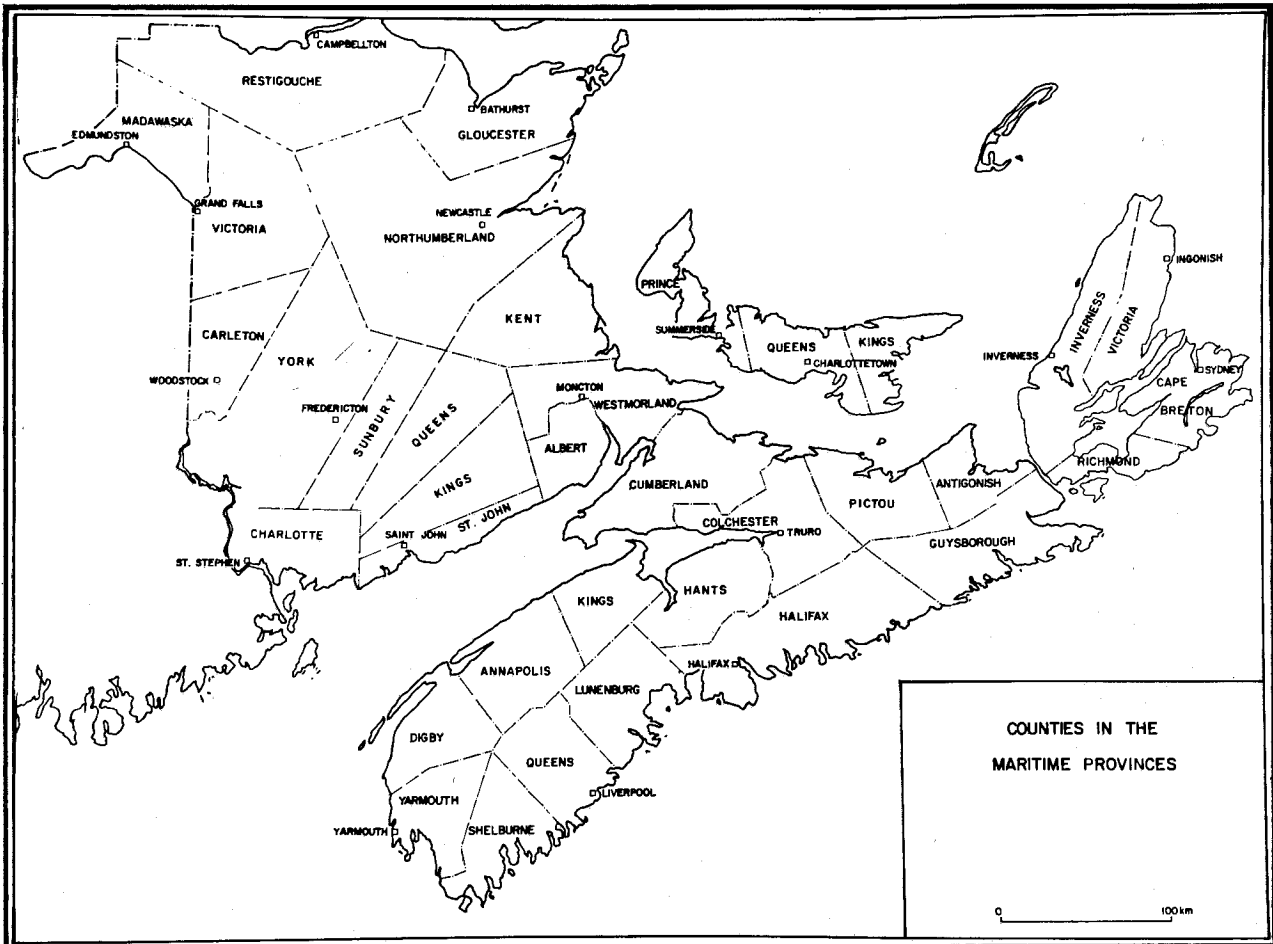 CAMPBELLTON
RESTIGOUCHE
BATHURST
MADAWASKA
GLOUCESTER
EDMUNDSTON
GRAND FALLS
VICTORIA
NEWCASTLE
NORTHUMBERLAND
INGONISH
PRINCE
KENT
CARLETON
YORK
SUMMERSIDE
QUEENS
KINGS
CHARLOTTETOWN
INVERNESS
VICTORIA
INVERNESS
SYDNEY
CAPE
BRETON
WOODSTOCK
FREDERICTON
SUNBURY
QUEENS
MONCTON
WESTMORLAND
ALBERT
KINGS
RICHMOND
CUMBERLAND
PICTOU
ANTIGONISH
COLCHESTER
TRURO
GUYSBOROUGH
CHARLOTTE
SAINT JOHN
ST. JOHN
ST. STEPHEN
KINGS
HANTS
HALIFAX
ANNAPOLIS
HALIFAX
LUNENBURG
DIGBY
QUEENS
LIVERPOOL
YARMOUTH
YARMOUTH
SHELBURNE
COUNTIES IN THE
MARITIME PROVINCES
0 100 km